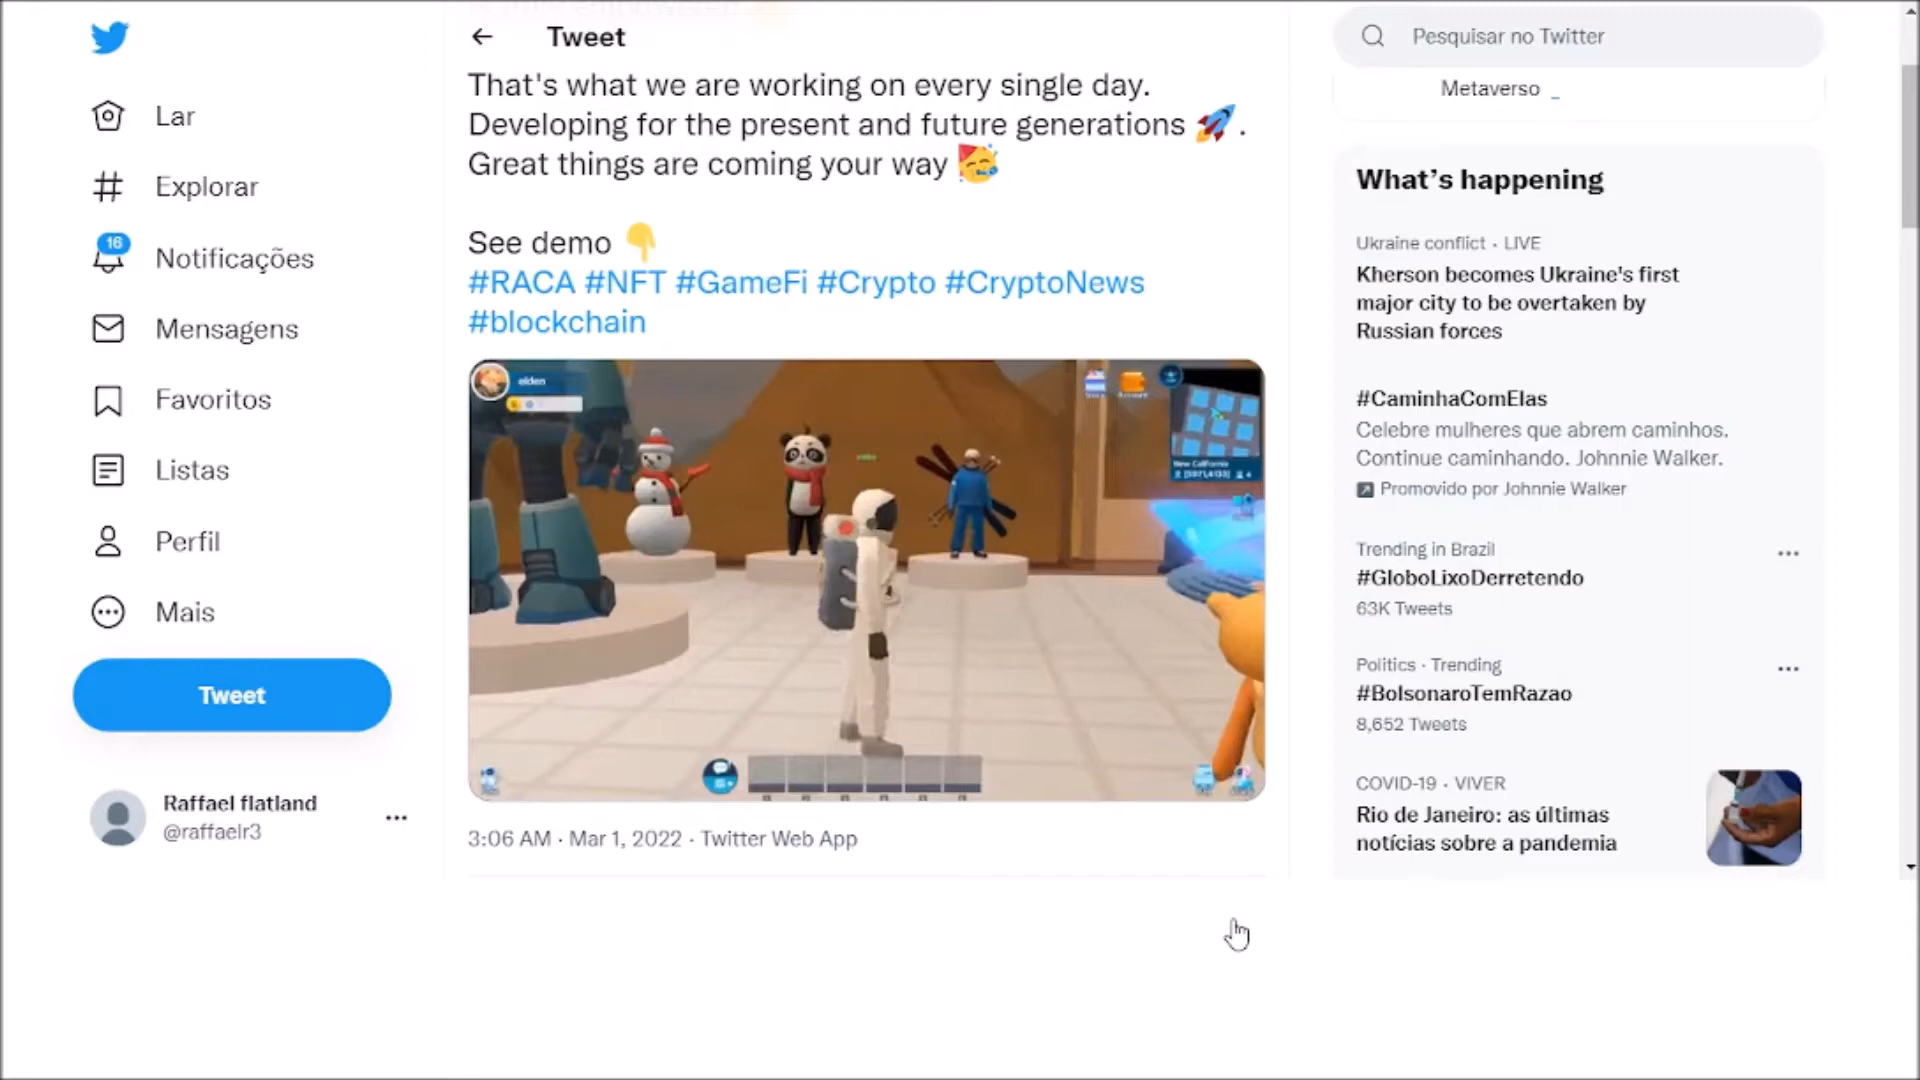 Tweet
That's what we are working on every single day.
Developing for the present and future generations 🚀.
Great things are coming your way 🥳
See demo 👇
#RACA #NFT #GameFi #Crypto #CryptoNews
#blockchain
elden
New California
3:06 AM · Mar 1, 2022 · Twitter Web App
Lar
Explorar
16
Notificações
Mensagens
Favoritos
Listas
Perfil
Mais
Tweet
Raffael flatland
@raffaelr3
Pesquisar no Twitter
Metaverso _
What's happening
Ukraine conflict · LIVE
Kherson becomes Ukraine's first
major city to be overtaken by
Russian forces
#CaminhaComElas
Celebre mulheres que abrem caminhos.
Continue caminhando. Johnnie Walker.
Promovido por Johnnie Walker
Trending in Brazil
#GloboLixoDerretendo
63K Tweets
Politics · Trending
#BolsonaroTemRazao
8,652 Tweets
COVID-19 · VIVER
Rio de Janeiro: as últimas
notícias sobre a pandemia